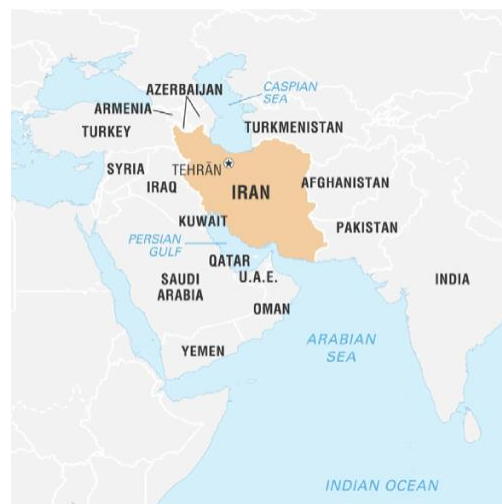 AZERBAIJAN
CASPIAN
SEA
ARMENIA
TURKEY
TURKMENISTAN
SYRIA
TEHRĀN
IRAQ
IRAN
AFGHANISTAN
KUWAIT
PAKISTAN
PERSIAN
GULF
QATAR
U.A.E.
SAUDI
ARABIA
INDIA
OMAN
ARABIAN
SEA
YEMEN
INDIAN OCEAN